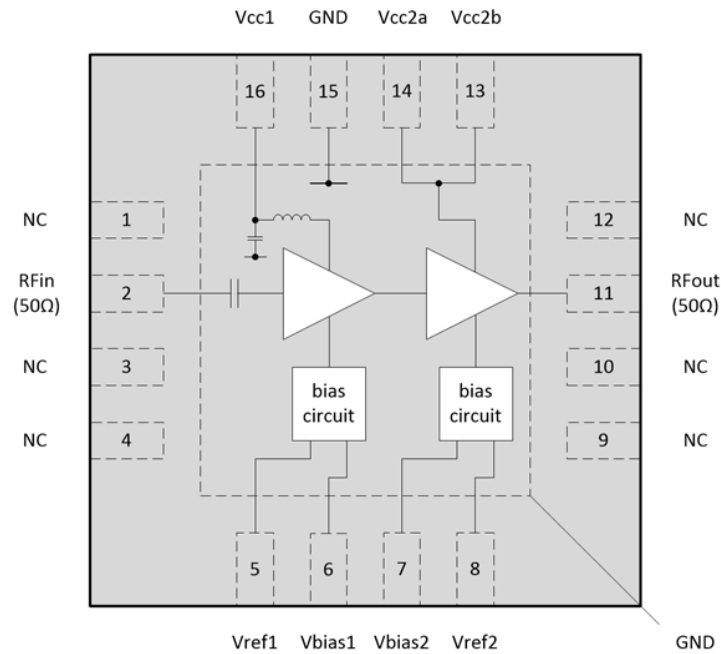 Vcc1 GND Vcc2a Vcc2b
16 15 14 13
NC 1 12 NC
RFin
(50Ω)
2 11
RFout
(50Ω)
NC 3 10 NC
bias
circuit
bias
circuit
NC 4 9 NC
5 6 7 8
Vref1 Vbias1 Vbias2 Vref2 GND